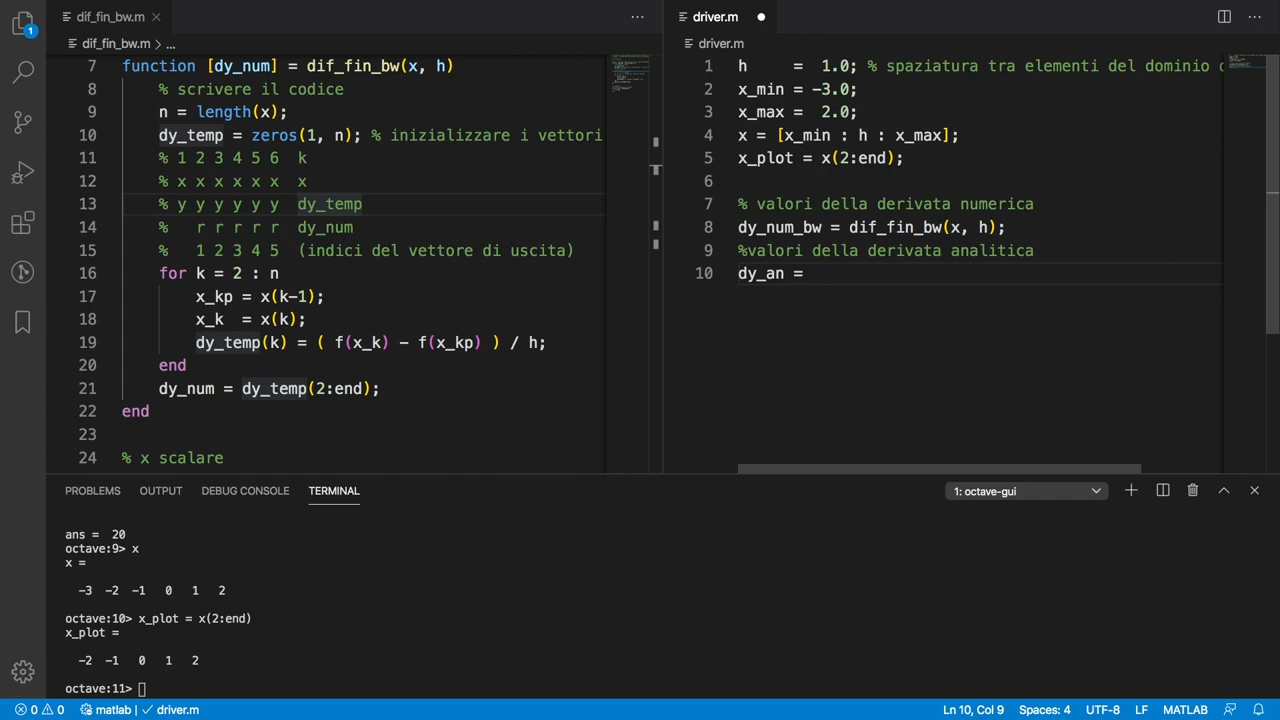 dif_fin_bw.m
dif_fin_bw.m > ...
7 function [dy_num] = dif_fin_bw(x, h)
8 % scrivere il codice
9 n = length(x);
10 dy_temp = zeros(1, n); % inizializzare i vettori
11 % 1 2 3 4 5 6 k
12 % x x x x x x x
13 % y y y y y y dy_temp
14 % r r r r r dy_num
15 % 1 2 3 4 5 (indici del vettore di uscita)
16 for k = 2 : n
17 x_kp = x(k-1);
18 x_k = x(k);
19 dy_temp(k) = ( f(x_k) - f(x_kp) ) / h;
20 end
21 dy_num = dy_temp(2:end);
22 end
23
24 % x scalare
driver.m
driver.m
1 h = 1.0; % spaziatura tra elementi del dominio
2 x_min = -3.0;
3 x_max = 2.0;
4 x = [x_min : h : x_max];
5 x_plot = x(2:end);
6
7 % valori della derivata numerica
8 dy_num_bw = dif_fin_bw(x, h);
9 %valori della derivata analitica
10 dy_an =
PROBLEMS OUTPUT DEBUG CONSOLE TERMINAL 1: octave-gui
ans = 20
octave:9> x
x =
-3 -2 -1 0 1 2
octave:10> x_plot = x(2:end)
x_plot =
-2 -1 0 1 2
octave:11>
1
0 0 matlab | driver.m Ln 10, Col 9 Spaces: 4 UTF-8 LF MATLAB